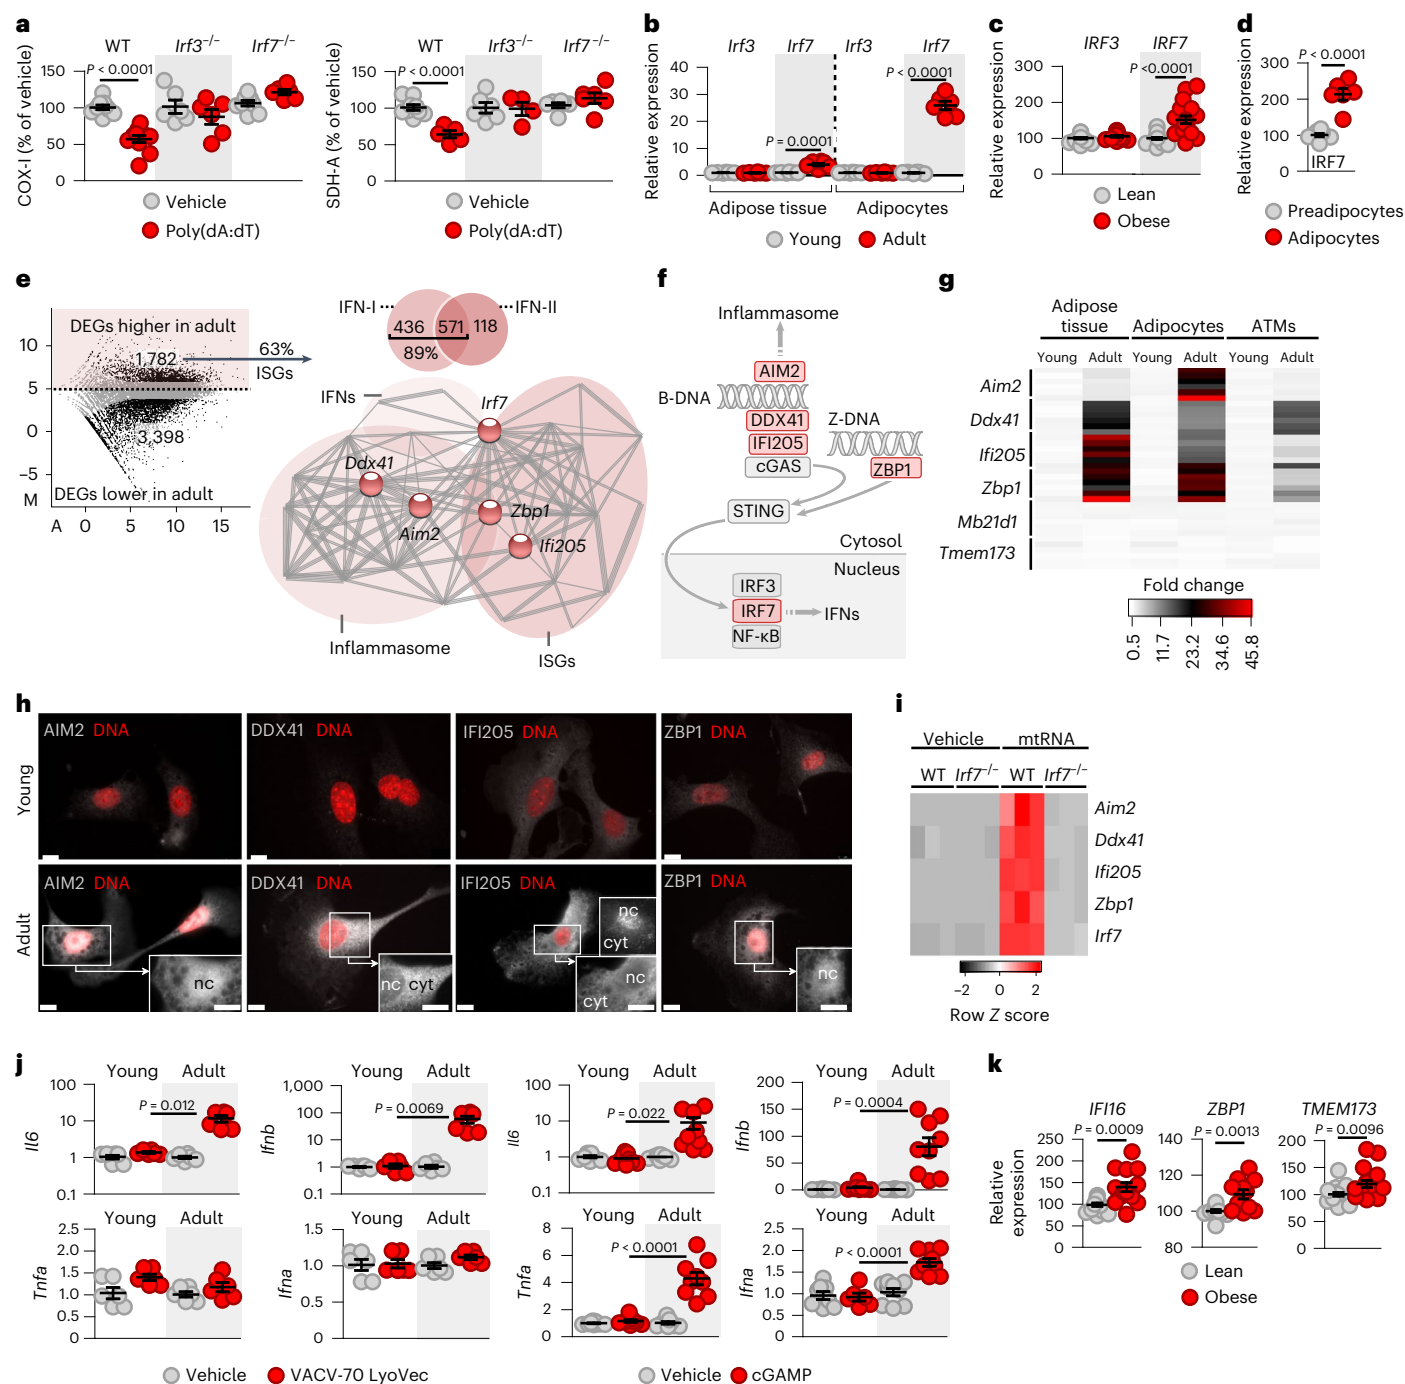 a
WT
Irf3−/−
Irf7−/−
COX-I (% of vehicle)
P < 0.0001
150
100
50
0
Vehicle
Poly(dA:dT)
WT
Irf3−/−
Irf7−/−
SDH-A (% of vehicle)
P < 0.0001
150
100
50
0
Vehicle
Poly(dA:dT)
b
Irf3
Irf7
Irf3
Irf7
Relative expression
40
30
20
10
0
P = 0.0001
P < 0.0001
Adipose tissue
Adipocytes
Young
Adult
c
IRF3
IRF7
Relative expression
300
200
100
0
P <0.0001
Lean
Obese
d
P < 0.0001
Relative expression
300
200
100
0
IRF7
Preadipocytes
Adipocytes
e
DEGs higher in adult
10
5
0
−5
M
1,782
3,398
DEGs lower in adult
A
0
5
10
15
63%
ISGs
IFN-I
IFN-II
436
571
118
89%
IFNs
Irf7
Ddx41
Aim2
Zbp1
Ifi205
Inflammasome
ISGs
f
Inflammasome
AIM2
B-DNA
DDX41
Z-DNA
IFI205
cGAS
ZBP1
STING
Cytosol
Nucleus
IRF3
IRF7
IFNs
NF-κB
g
Adipose
tissue
Adipocytes
ATMs
Young
Adult
Young
Adult
Young
Adult
Aim2
Ddx41
Ifi205
Zbp1
Mb21d1
Tmem173
Fold change
0.5
11.7
23.2
34.6
45.8
h
Young
AIM2 DNA
DDX41 DNA
IFI205 DNA
ZBP1 DNA
Adult
AIM2 DNA
nc
DDX41 DNA
nc
cyt
IFI205 DNA
nc
cyt
nc
cyt
ZBP1 DNA
nc
i
Vehicle
mtRNA
WT
Irf7−/−
WT
Irf7−/−
Aim2
Ddx41
Ifi205
Zbp1
Irf7
−2
0
2
Row Z score
j
Young
Adult
Il6
100
10
1
0.1
P = 0.012
Young
Adult
Ifnb
1,000
100
10
1
0.1
P = 0.0069
Young
Adult
Il6
100
10
1
0.1
P = 0.022
Young
Adult
Ifnb
200
150
100
50
0
P = 0.0004
Young
Adult
Tnfa
2.5
2.0
1.5
1.0
0.5
0
Young
Adult
Ifna
1.5
1.0
0.5
0
Young
Adult
Tnfa
8
6
4
2
0
P < 0.0001
Young
Adult
Ifna
2.5
2.0
1.5
1.0
0.5
0
P < 0.0001
Vehicle
VACV-70 LyoVec
Vehicle
cGAMP
k
Relative
expression
IFI16
P = 0.0009
250
200
150
100
50
0
ZBP1
P = 0.0013
140
120
100
80
TMEM173
P = 0.0096
200
150
100
50
0
Lean
Obese